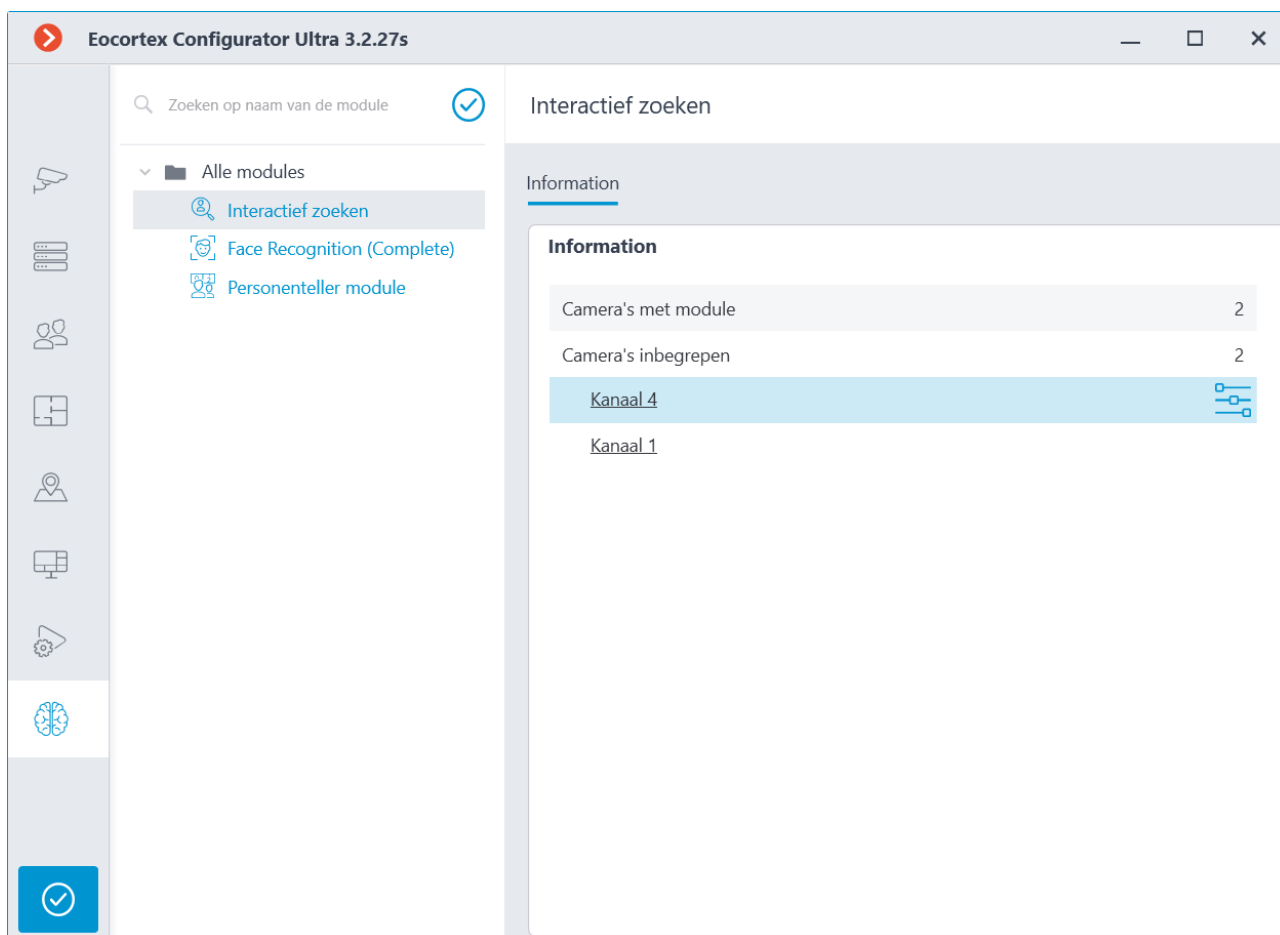 Eocortex Configurator Ultra 3.2.27s
Zoeken op naam van de module
Alle modules
Interactief zoeken
Face Recognition (Complete)
Personenteller module
Interactief zoeken
Information
Information
Camera's met module 2
Camera's inbegrepen 2
Kanaal 4
Kanaal 1